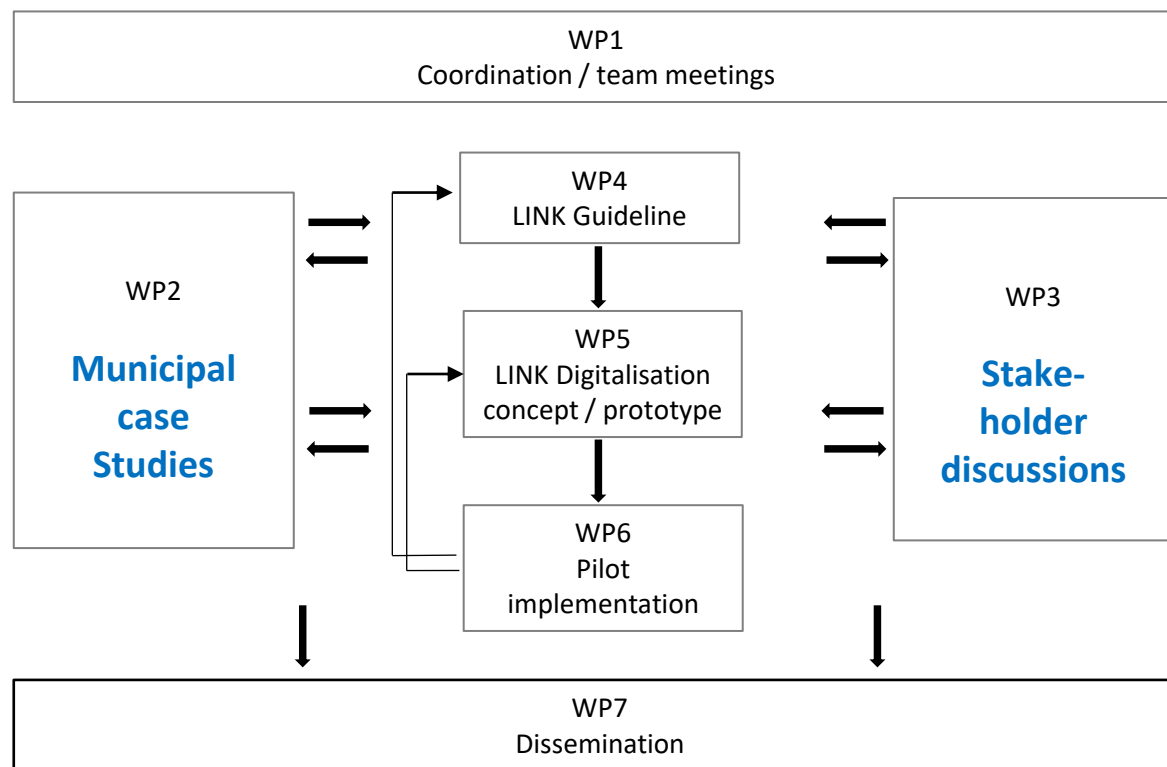 WP1
Coordination / team meetings
WP4
LINK Guideline
WP2
Municipal
case
Studies
WP3
Stake-
holder
discussions
WP5
LINK Digitalisation
concept / prototype
WP6
Pilot
implementation
WP7
Dissemination